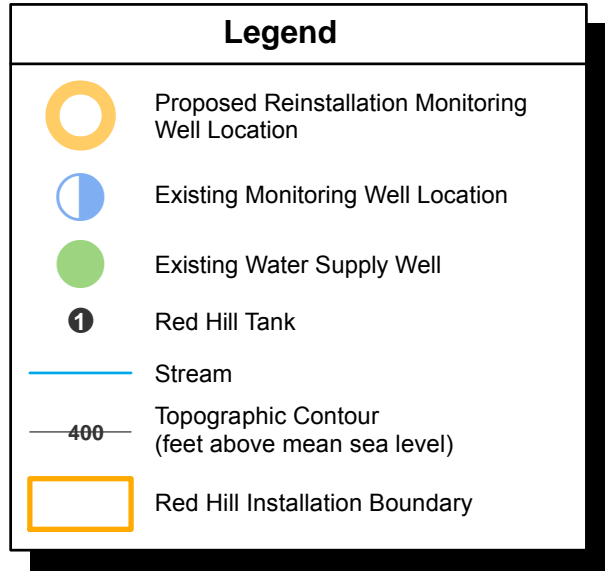 Legend
Proposed Reinstallation Monitoring
Well Location
Existing Monitoring Well Location
Existing Water Supply Well
1 Red Hill Tank
Stream
Topographic Contour
400 (feet above mean sea level)
Red Hill Installation Boundary